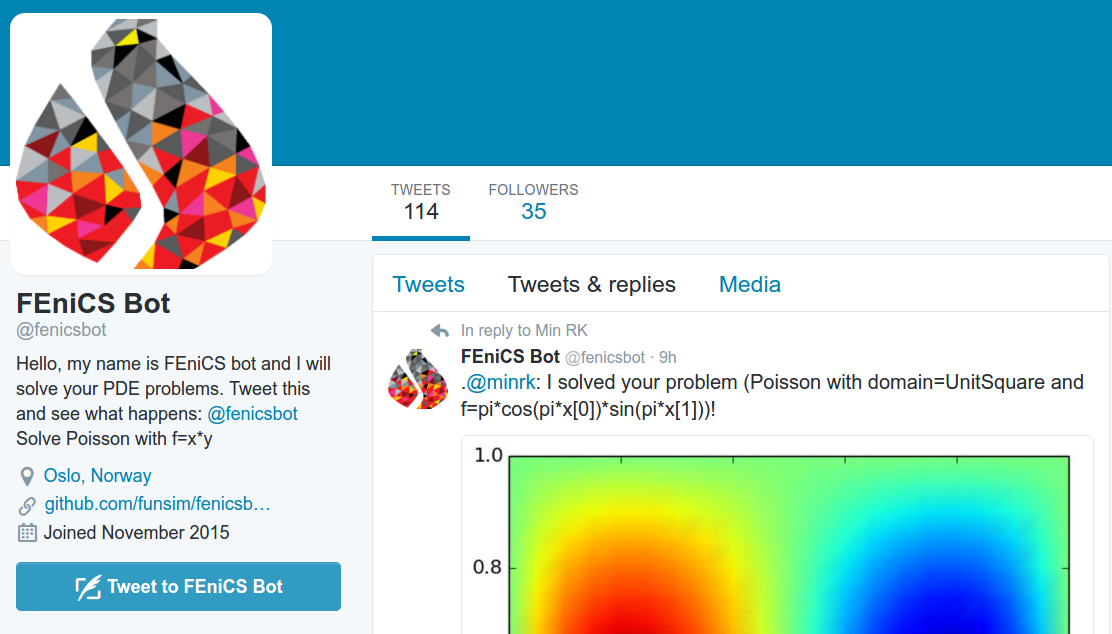 TWEETS
114
FOLLOWERS
35
FEniCS Bot
@fenicsbot
Hello, my name is FEniCS bot and I will
solve your PDE problems. Tweet this
and see what happens: @fenicsbot
Solve Poisson with f=x*y
Oslo, Norway
github.com/funsim/fenicsb…
Joined November 2015
Tweet to FEniCS Bot
Tweets
Tweets & replies
Media
In reply to Min RK
FEniCS Bot @fenicsbot · 9h
.@minrk: I solved your problem (Poisson with domain=UnitSquare and
f=pi*cos(pi*x[0])*sin(pi*x[1]))!
1.0
0.8